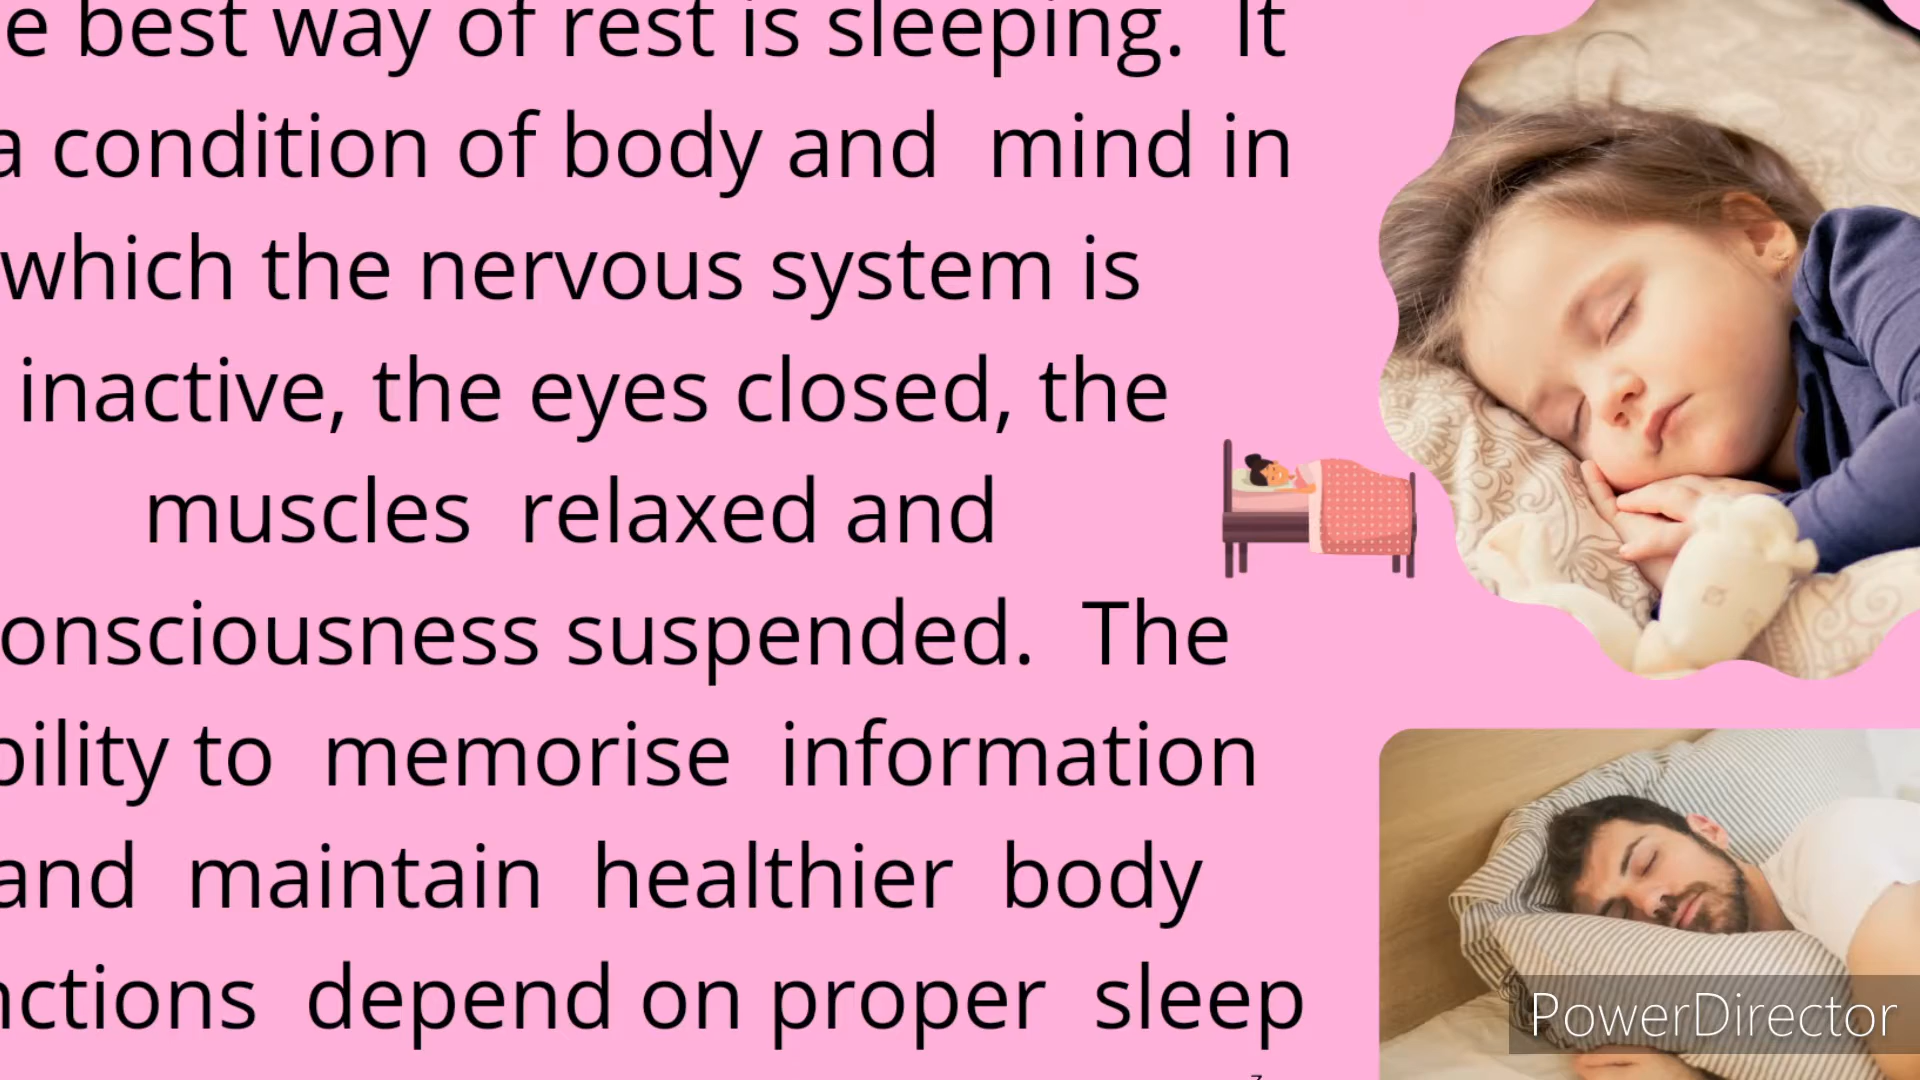 e best way of rest is sleeping. It
a condition of body and mind in
which the nervous system is
inactive, the eyes closed, the
muscles relaxed and
onsciousness suspended. The
bility to memorise information
and maintain healthier body
nctions depend on proper sleep
PowerDirector